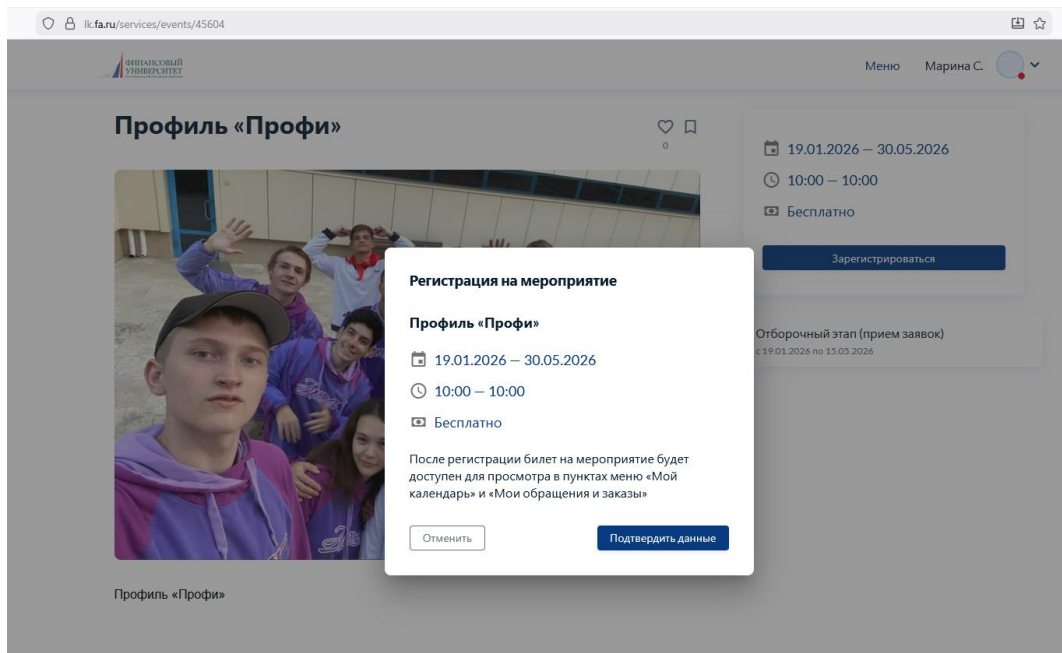 lk.fa.ru/services/events/45604
ФИНАНСОВЫЙ
УНИВЕРСИТЕТ
Меню
Марина С.
Профиль «Профи»
0
19.01.2026 — 30.05.2026
10:00 — 10:00
Бесплатно
Зарегистрироваться
Отборочный этап (прием заявок)
с 19.01.2026 по 15.05.2026
Регистрация на мероприятие
Профиль «Профи»
19.01.2026 — 30.05.2026
10:00 — 10:00
Бесплатно
После регистрации билет на мероприятие будет
доступен для просмотра в пунктах меню «Мой
календарь» и «Мои обращения и заказы»
Отменить
Подтвердить данные
Профиль «Профи»